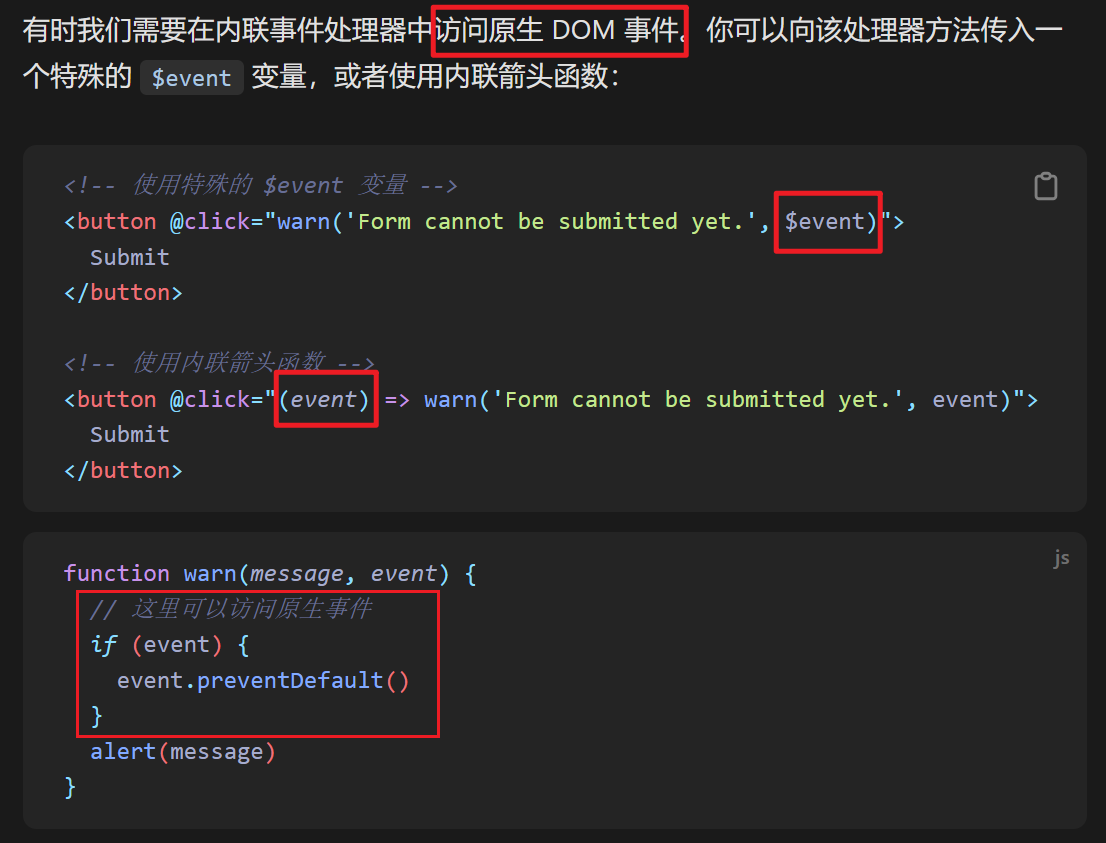 有时我们需要在内联事件处理器中访问原生 DOM 事件。你可以向该处理器方法传入一
个特殊的 $event 变量，或者使用内联箭头函数：
<!-- 使用特殊的 $event 变量 -->
<button @click="warn('Form cannot be submitted yet.', $event)">
  Submit
</button>
<!-- 使用内联箭头函数 -->
<button @click="(event) => warn('Form cannot be submitted yet.', event)">
  Submit
</button>
js
function warn(message, event) {
  // 这里可以访问原生事件
  if (event) {
    event.preventDefault()
  }
  alert(message)
}